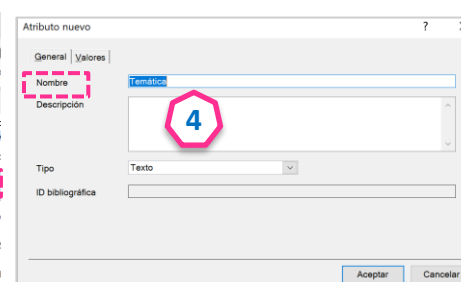 Atributo nuevo ?
General Valores
Nombre Temática
Descripción
4
Tipo Texto
ID bibliográfica
Aceptar Cancelar